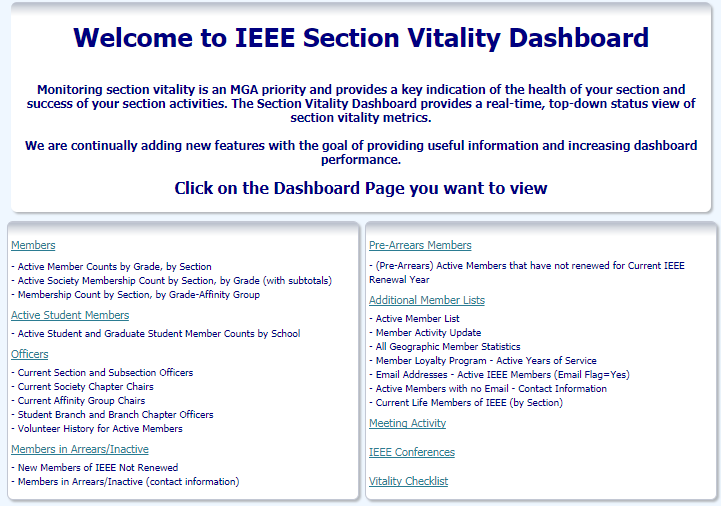 Welcome to IEEE Section Vitality Dashboard
Monitoring section vitality is an MGA priority and provides a key indication of the health of your section and
success of your section activities. The Section Vitality Dashboard provides a real-time, top-down status view of
section vitality metrics.
We are continually adding new features with the goal of providing useful information and increasing dashboard
performance.
Click on the Dashboard Page you want to view
Members
- Active Member Counts by Grade, by Section
- Active Society Membership Count by Section, by Grade (with subtotals)
- Membership Count by Section, by Grade-Affinity Group
Active Student Members
- Active Student and Graduate Student Member Counts by School
Officers
- Current Section and Subsection Officers
- Current Society Chapter Chairs
- Current Affinity Group Chairs
- Student Branch and Branch Chapter Officers
- Volunteer History for Active Members
Members in Arrears/Inactive
- New Members of IEEE Not Renewed
- Members in Arrears/Inactive (contact information)
Pre-Arrears Members
- (Pre-Arrears) Active Members that have not renewed for Current IEEE
Renewal Year
Additional Member Lists
- Active Member List
- Member Activity Update
- All Geographic Member Statistics
- Member Loyalty Program - Active Years of Service
- Email Addresses - Active IEEE Members (Email Flag=Yes)
- Active Members with no Email - Contact Information
- Current Life Members of IEEE (by Section)
Meeting Activity
IEEE Conferences
Vitality Checklist